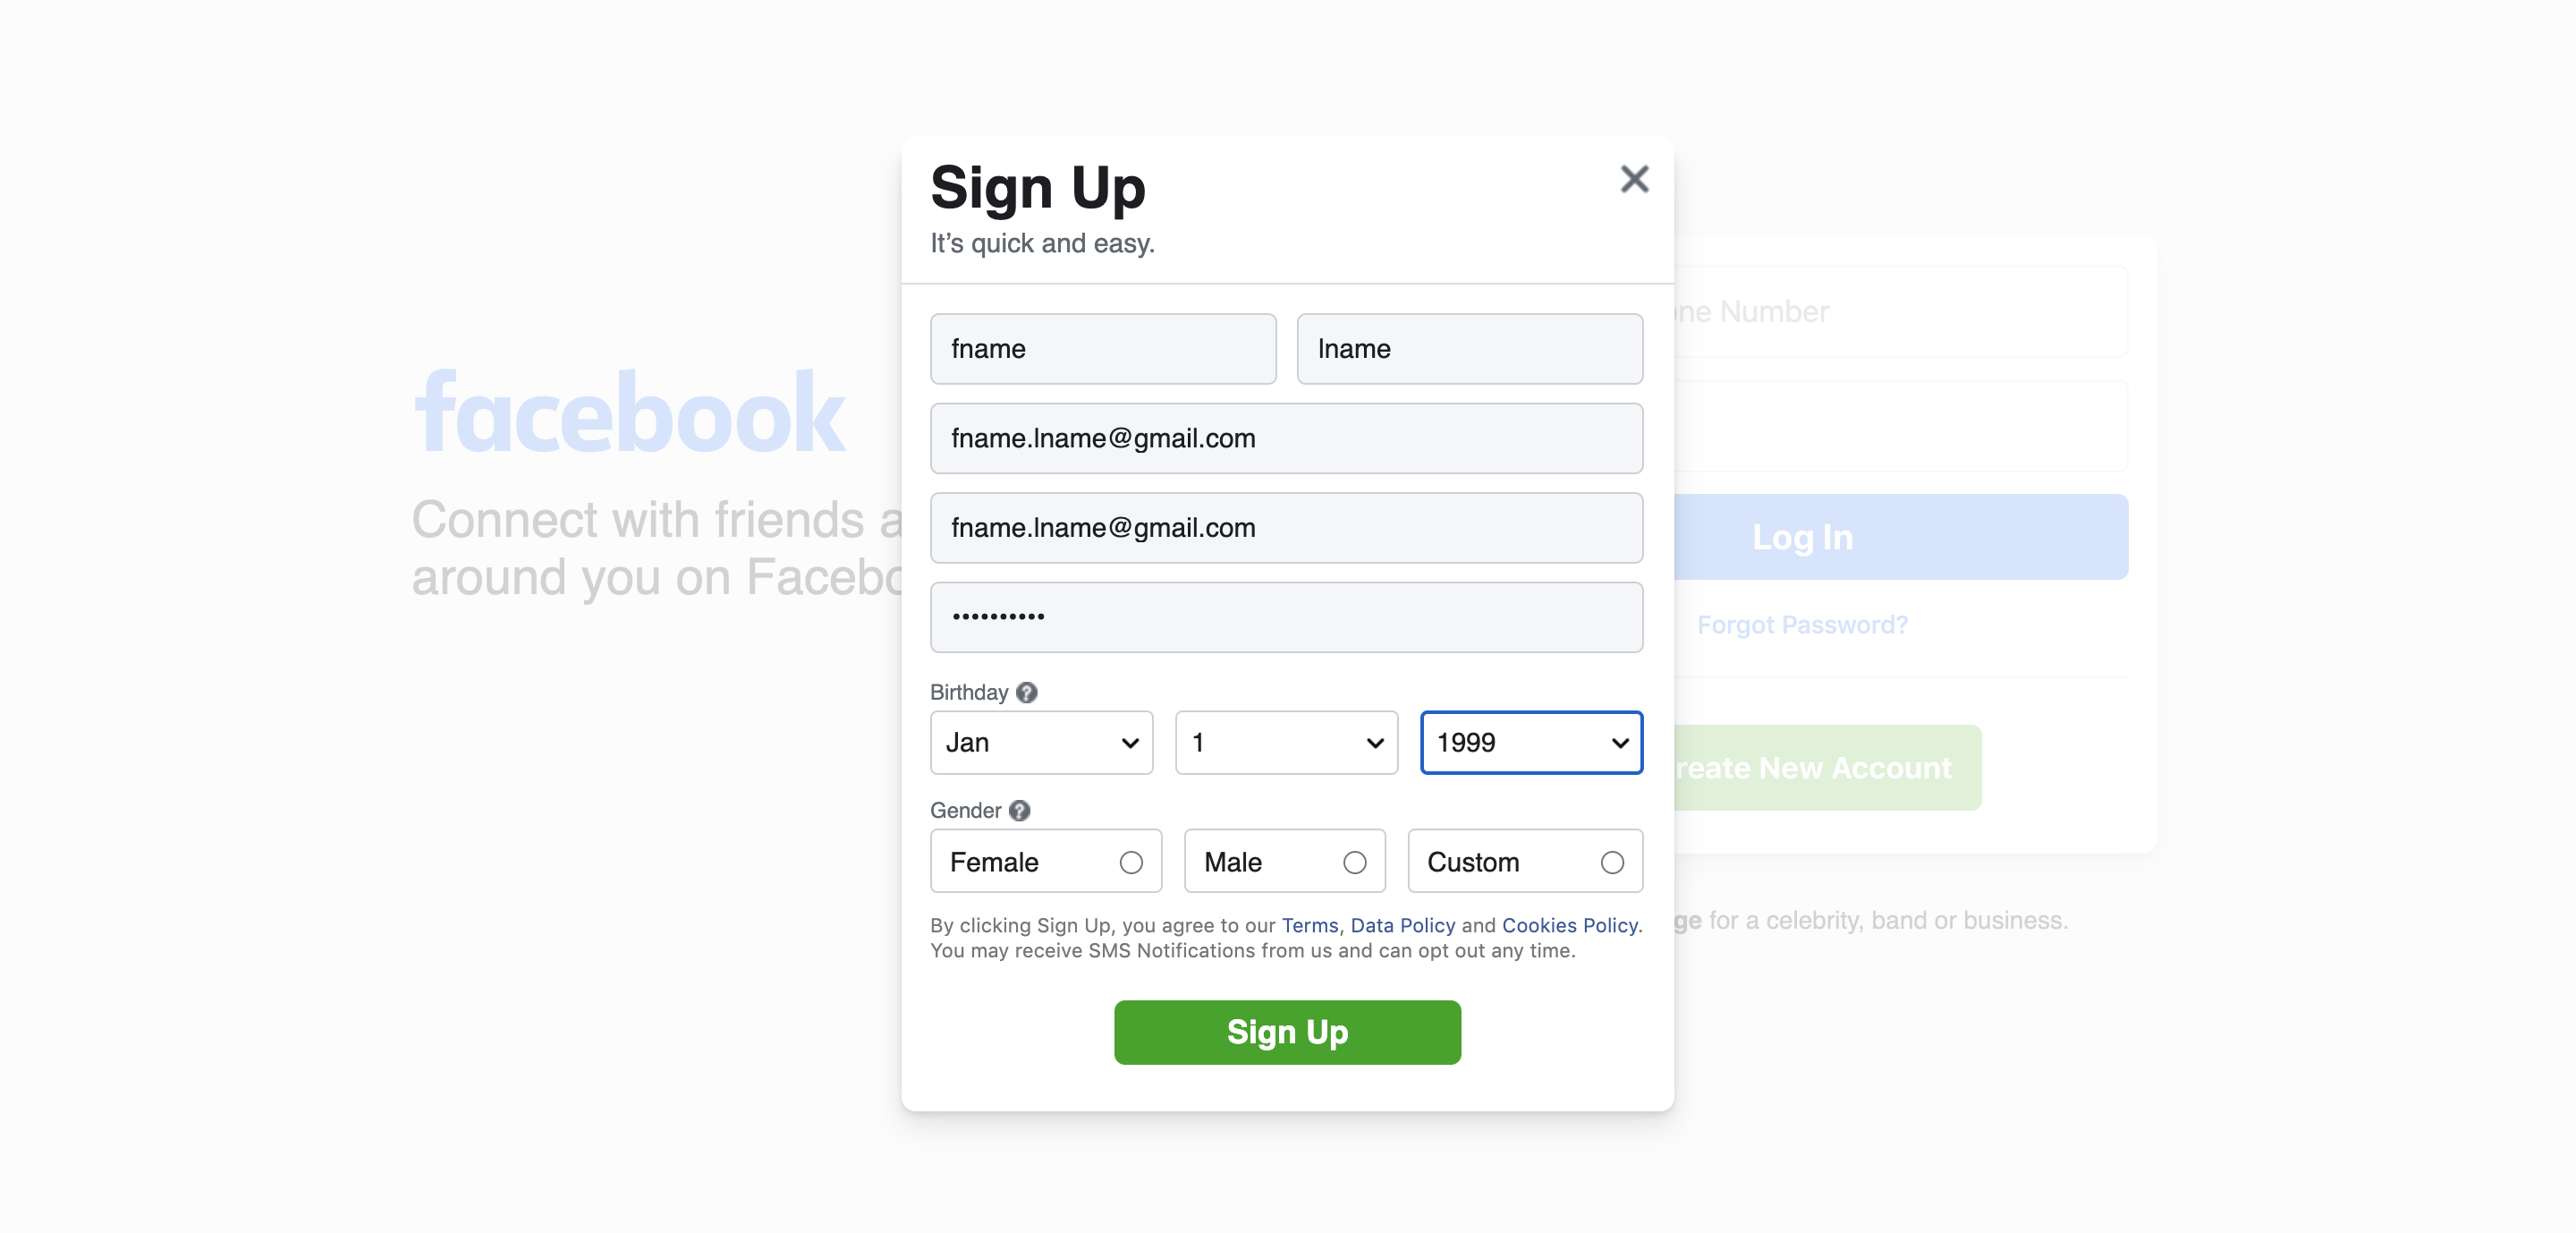 facebook
Connect with friends a
around you on Facebo
Sign Up
It's quick and easy.
fname
lname
fname.lname@gmail.com
fname.lname@gmail.com
••••••••••
Birthday ?
Jan
1
1999
Gender ?
Female
Male
Custom
By clicking Sign Up, you agree to our Terms, Data Policy and Cookies Policy.
You may receive SMS Notifications from us and can opt out any time.
Sign Up
ne Number
Log In
Forgot Password?
reate New Account
ge for a celebrity, band or business.